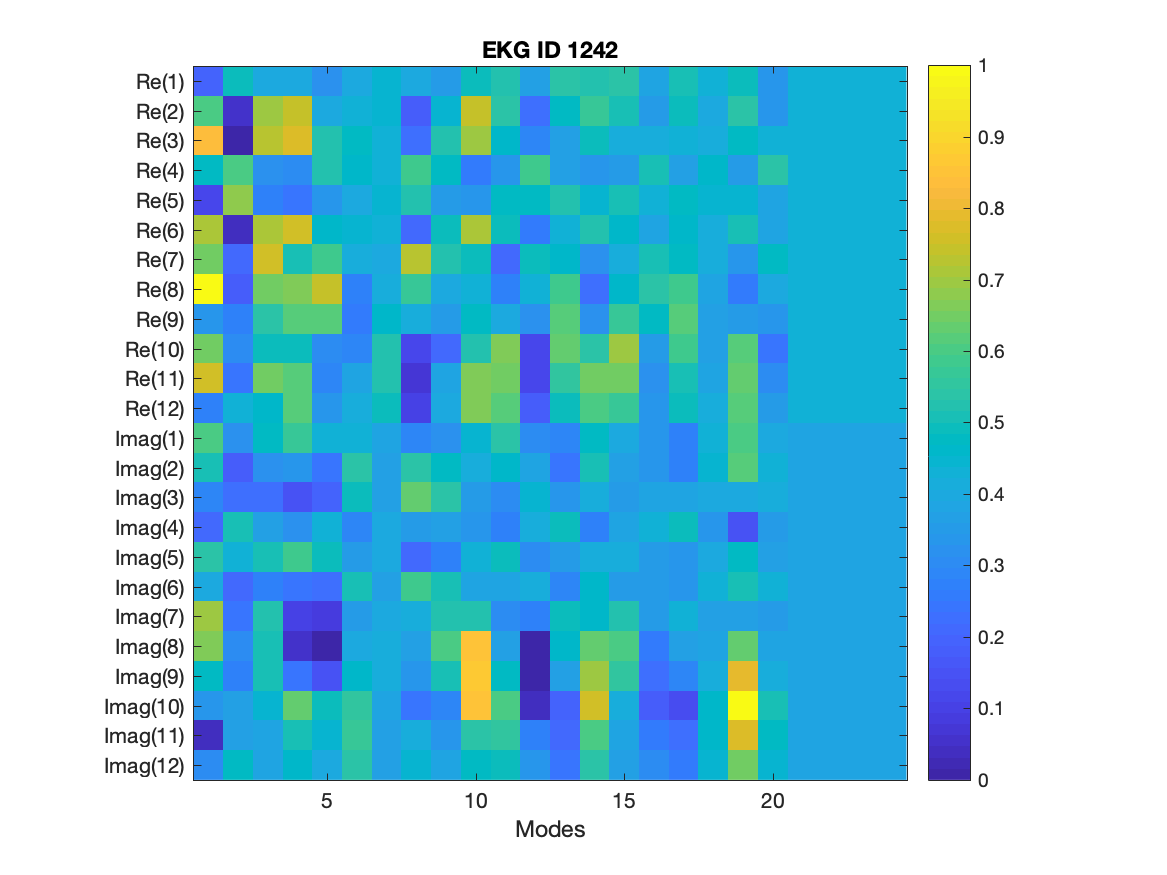 EKG ID 1242
Re(1)
Re(2)
Re(3)
Re(4)
Re(5)
Re(6)
Re(7)
Re(8)
Re(9)
Re(10)
Re(11)
Re(12)
Imag(1)
Imag(2)
Imag(3)
Imag(4)
Imag(5)
Imag(6)
Imag(7)
Imag(8)
Imag(9)
Imag(10)
Imag(11)
Imag(12)
5 10 15 20
Modes
1
0.9
0.8
0.7
0.6
0.5
0.4
0.3
0.2
0.1
0